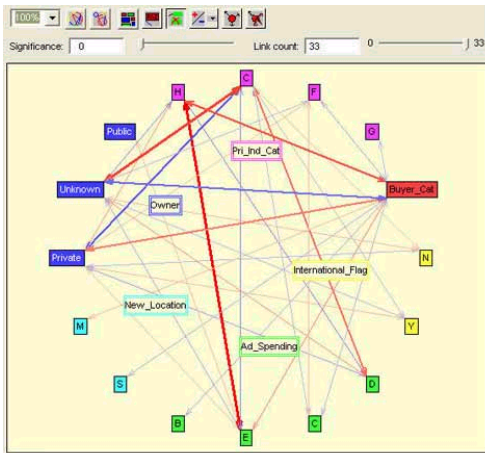 100%
Significance: 0 Link count: 33 0 33
C
H F
Public G
Pri_Ind_Cat
Unknown Buyer_Cat
Owner
Private N
International_Flag
New_Location
M Y
Ad_Spending
S D
B C
E